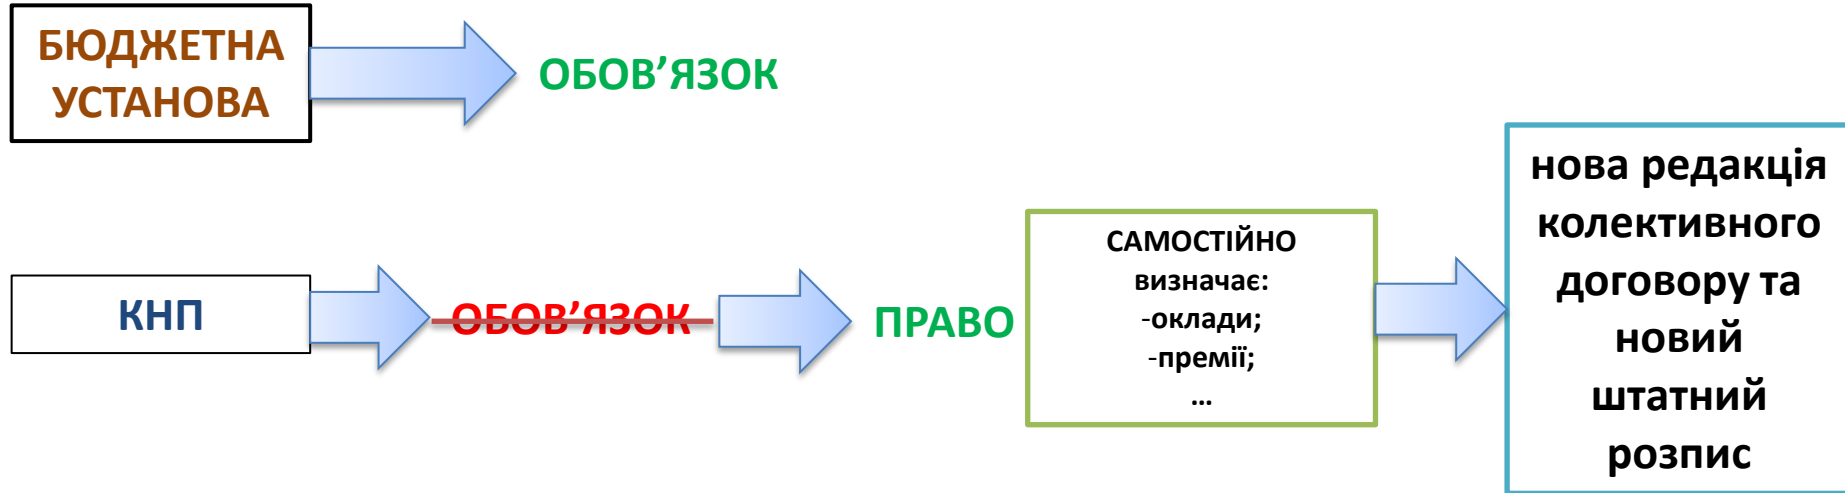 БЮДЖЕТНА
УСТАНОВА
ОБОВ’ЯЗОК
КНП
ОБОВ’ЯЗОК
ПРАВО
САМОСТІЙНО
визначає:
-оклади;
-премії;
…
нова редакція
колективного
договору та
новий
штатний
розпис